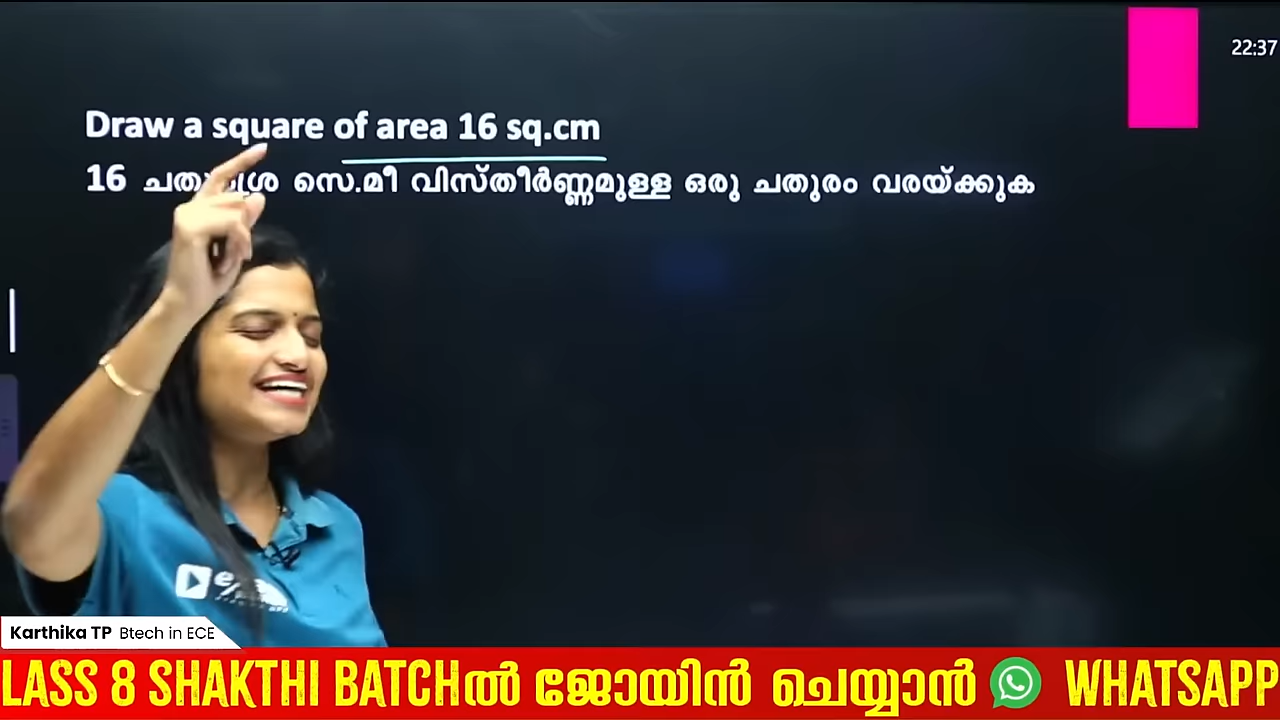 22:37
Draw a square of area 16 sq.cm
16 സെ.മീ വിസ്തീർണ്ണമുള്ള ഒരു ചതുരം വരയ്ക്കുക
Karthika TP Btech in ECE
LASS 8 SHAKTHI BATCHൽ ജോയിൻ ചെയ്യാൻ WHATSAPP